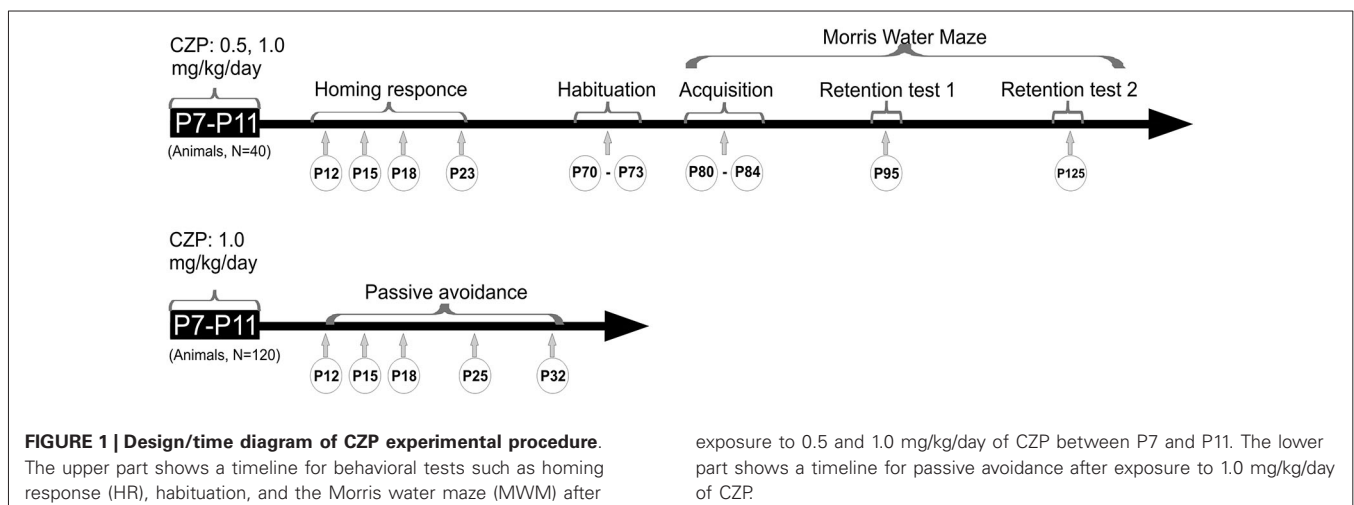 CZP: 0.5, 1.0
mg/kg/day
Morris Water Maze
Homing responce
Habituation
Acquisition
Retention test 1
Retention test 2
P7-P11
(Animals, N=40)
P12 P15 P18 P23 P70 - P73 P80 - P84 P95 P125
CZP: 1.0
mg/kg/day
Passive avoidance
P7-P11
(Animals, N=120)
P12 P15 P18 P25 P32
FIGURE 1 | Design/time diagram of CZP experimental procedure.
The upper part shows a timeline for behavioral tests such as homing
response (HR), habituation, and the Morris water maze (MWM) after
exposure to 0.5 and 1.0 mg/kg/day of CZP between P7 and P11. The lower
part shows a timeline for passive avoidance after exposure to 1.0 mg/kg/day
of CZP.